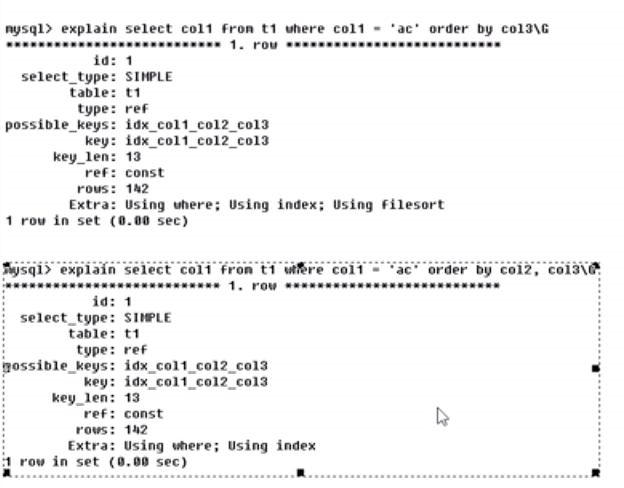 mysql> explain select col1 from t1 where col1 = 'ac' order by col3\G
*************************** 1. row ***************************
id: 1
select_type: SIMPLE
table: t1
type: ref
possible_keys: idx_col1_col2_col3
key: idx_col1_col2_col3
key_len: 13
ref: const
rows: 142
Extra: Using where; Using index; Using filesort
1 row in set (0.00 sec)
mysql> explain select col1 from t1 where col1 = 'ac' order by col2, col3\G
*************************** 1. row ***************************
id: 1
select_type: SIMPLE
table: t1
type: ref
possible_keys: idx_col1_col2_col3
key: idx_col1_col2_col3
key_len: 13
ref: const
rows: 142
Extra: Using where; Using index
1 row in set (0.00 sec)